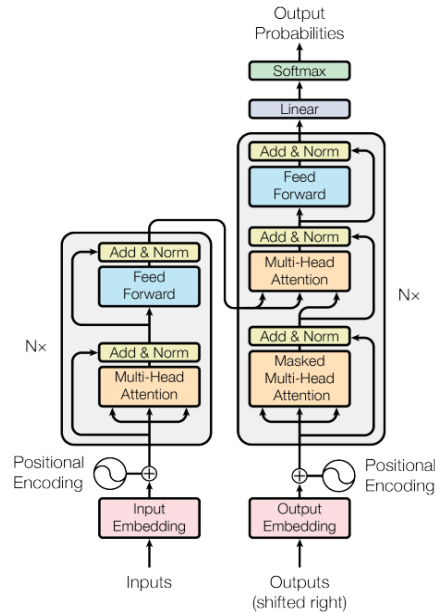 Output
Probabilities
Softmax
Linear
Add & Norm
Feed
Forward
Add & Norm
Multi-Head
Attention
Nx
Add & Norm
Masked
Multi-Head
Attention
Add & Norm
Feed
Forward
Nx
Add & Norm
Multi-Head
Attention
Positional
Encoding
Positional
Encoding
Input
Embedding
Output
Embedding
Inputs
Outputs
(shifted right)